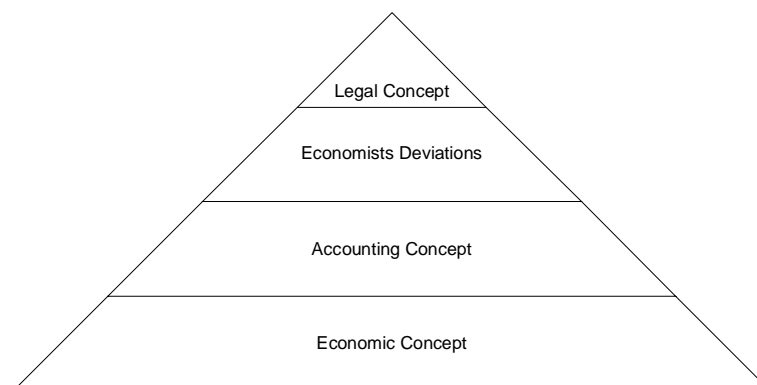 Legal Concept
Economists Deviations
Accounting Concept
Economic Concept